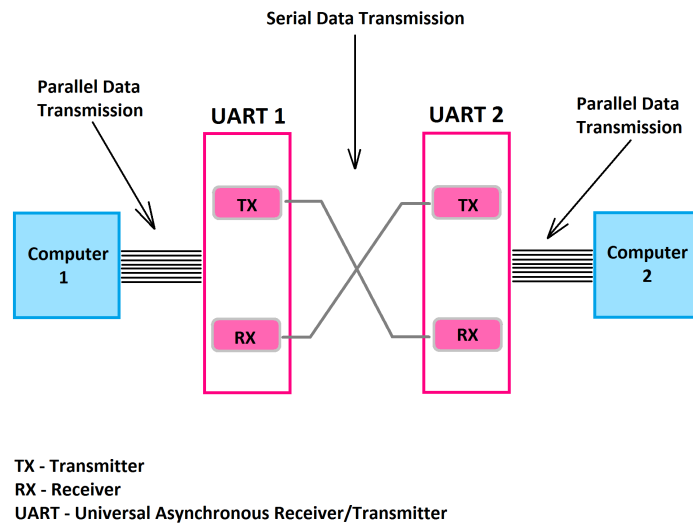 Serial Data Transmission
Parallel Data
Transmission
Parallel Data
Transmission
UART 1
UART 2
TX
TX
Computer
1
Computer
2
RX
RX
TX - Transmitter
RX - Receiver
UART - Universal Asynchronous Receiver/Transmitter